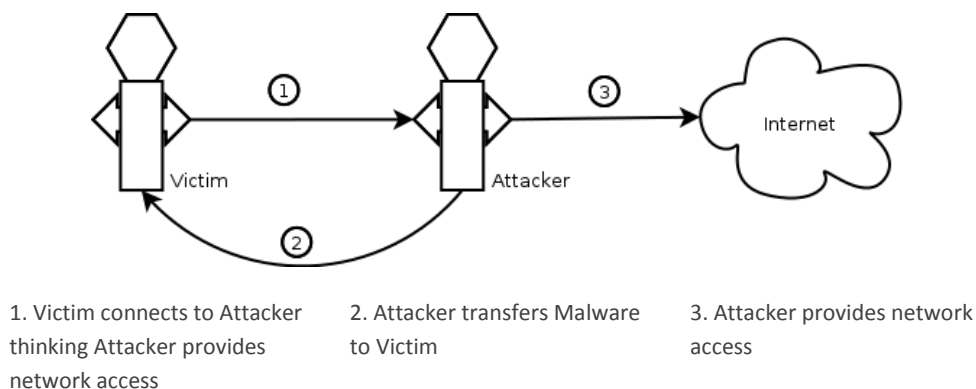 1
3
Internet
Victim
Attacker
2
1. Victim connects to Attacker
thinking Attacker provides
network access
2. Attacker transfers Malware
to Victim
3. Attacker provides network
access